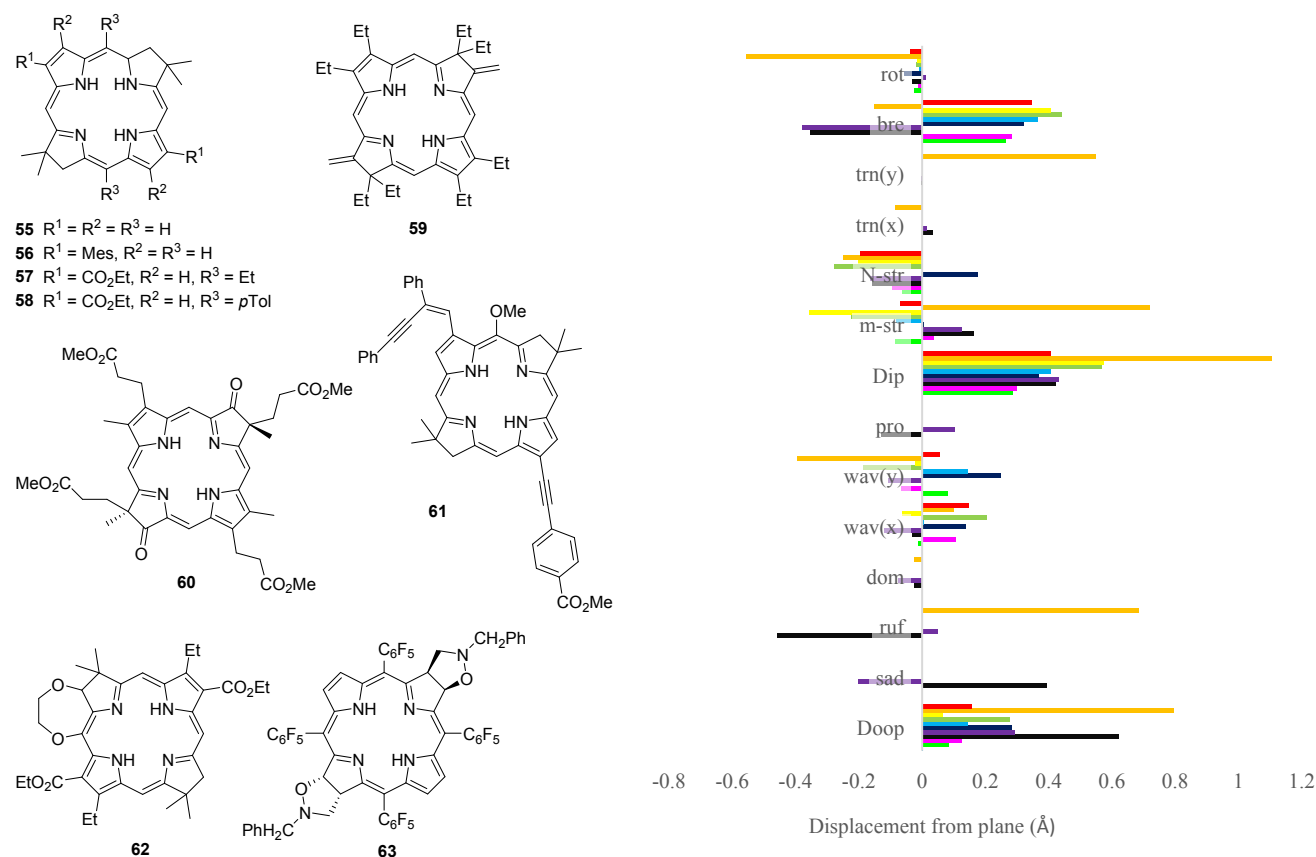 R2 R3
R1
NH HN
N HN
R1
R3 R2
55 R1 = R2 = R3 = H
56 R1 = Mes, R2 = R3 = H
57 R1 = CO2Et, R2 = H, R3 = Et
58 R1 = CO2Et, R2 = H, R3 = pTol
Et Et
Et
Et
NH N
N HN
Et
Et Et Et
Et
59
MeO2C
O
CO2Me
NH N
N HN
MeO2C
O
CO2Me
60
Ph
OMe
Ph
NH N
N HN
CO2Me
61
Et
O
CO2Et
N HN
O
NH N
EtO2C
Et
62
CH2Ph
N
O
C6F5
NH N
C6F5
C6F5
N HN
O
N
PhH2C
C6F5
63
rot
bre
trn(y)
trn(x)
N-str
m-str
Dip
pro
wav(y)
wav(x)
dom
ruf
sad
Doop
-0.8 -0.6 -0.4 -0.2 0 0.2 0.4 0.6 0.8 1 1.2
Displacement from plane (Å)